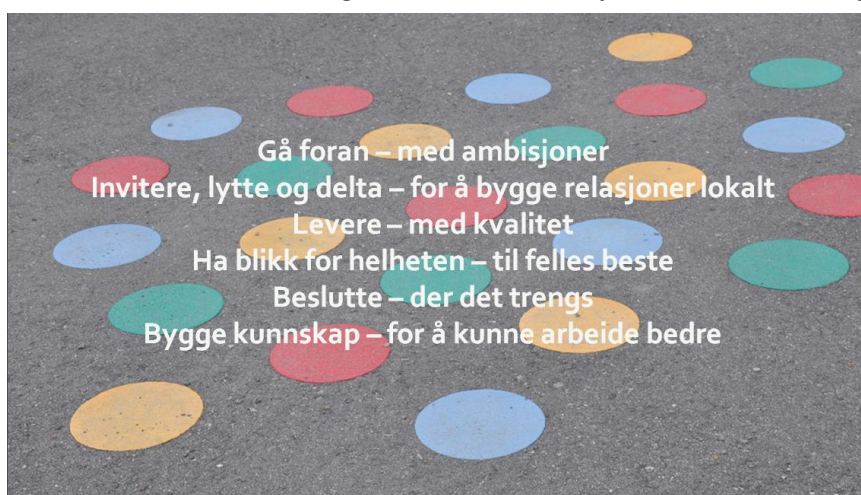 Gå foran – med ambisjoner
Invitere, lytte og delta – for å bygge relasjoner lokalt
Levere – med kvalitet
Ha blikk for helheten – til felles beste
Beslutte – der det trengs
Bygge kunnskap – for å kunne arbeide bedre